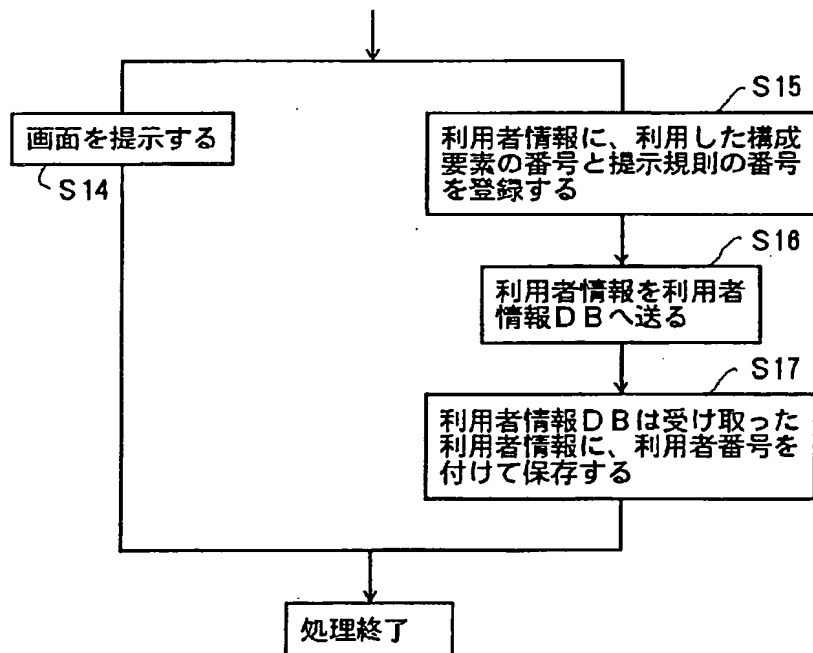 画面を提示する
S14
S15
利用者情報に、利用した構成
要素の番号と提示規則の番号
を登録する
S16
利用者情報を利用者
情報DBへ送る
S17
利用者情報DBは受け取った
利用者情報に、利用者番号を
付けて保存する
処理終了